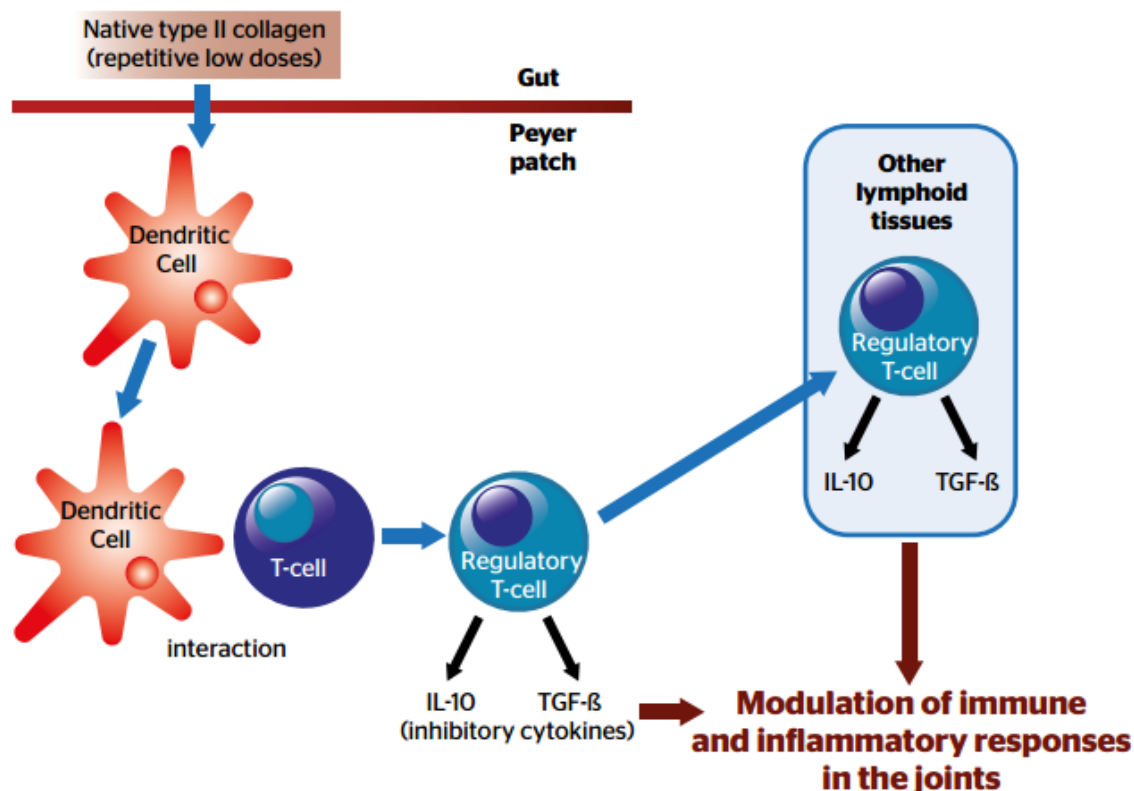 Native type II collagen
(repetitive low doses)
Gut
Peyer
patch
Dendritic
Cell
Other
lymphoid
tissues
Regulatory
T-cell
IL-10
TGF-ß
Dendritic
Cell
T-cell
interaction
Regulatory
T-cell
IL-10
TGF-ß
(inhibitory cytokines)
Modulation of immune
and inflammatory responses
in the joints